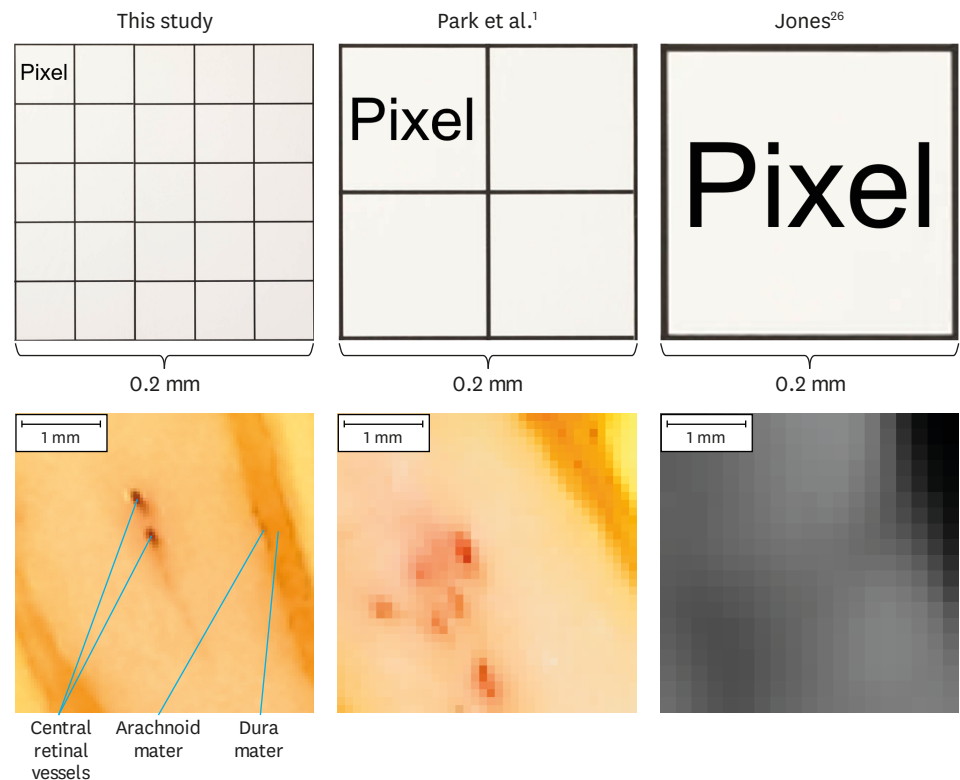 This study
Park et al.¹
Jones²⁶
Pixel
Pixel
Pixel
0.2 mm
0.2 mm
0.2 mm
1 mm
1 mm
1 mm
Central
retinal
vessels
Arachnoid
mater
Dura
mater